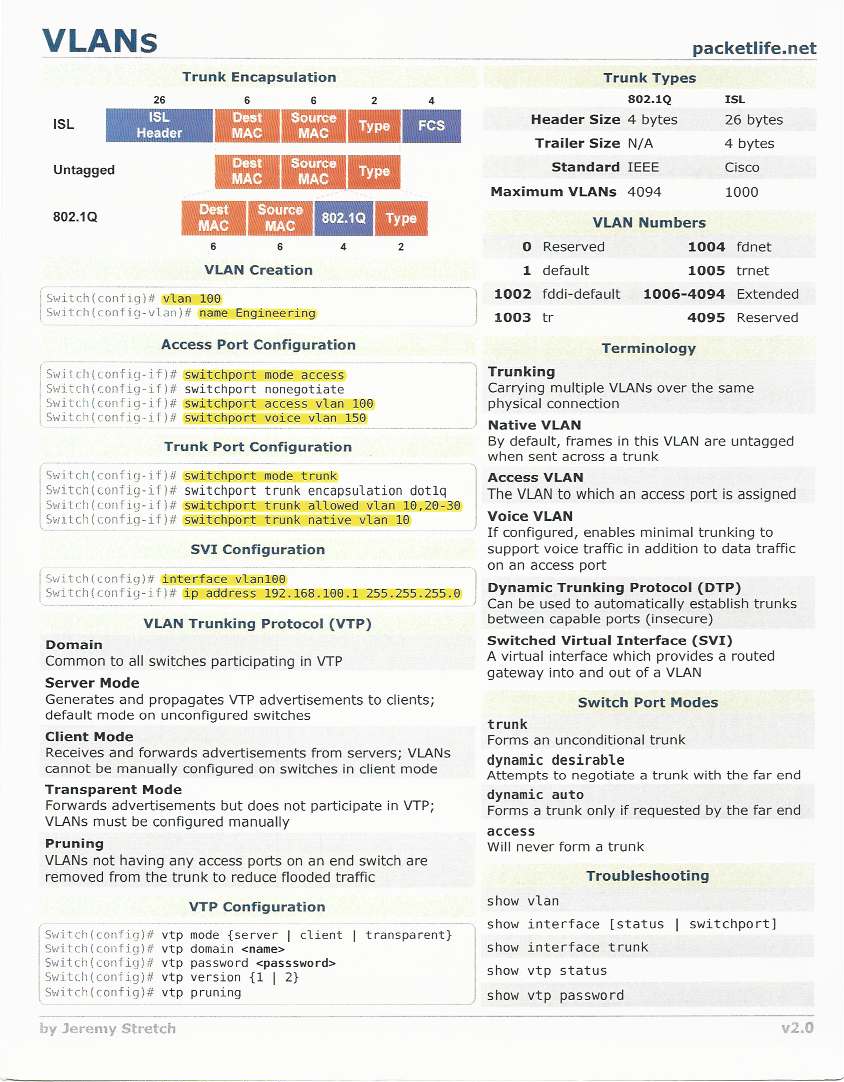 VLANs
packetlife.net
Trunk Encapsulation
26 6 6 2 4
ISL
ISL Header
Dest MAC
Source MAC
Type
FCS
Untagged
Dest MAC
Source MAC
Type
802.1Q
Dest MAC
Source MAC
802.1Q
Type
6 6 4 2
VLAN Creation
Switch(config)# vlan 100
Switch(config-vlan)# name Engineering
Access Port Configuration
Switch(config-if)# switchport mode access
Switch(config-if)# switchport nonegotiate
Switch(config-if)# switchport access vlan 100
Switch(config-if)# switchport voice vlan 150
Trunk Port Configuration
Switch(config-if)# switchport mode trunk
Switch(config-if)# switchport trunk encapsulation dot1q
Switch(config-if)# switchport trunk allowed vlan 10,20-30
Switch(config-if)# switchport trunk native vlan 10
SVI Configuration
Switch(config)# interface vlan100
Switch(config-if)# ip address 192.168.100.1 255.255.255.0
VLAN Trunking Protocol (VTP)
Domain
Common to all switches participating in VTP
Server Mode
Generates and propagates VTP advertisements to clients;
default mode on unconfigured switches
Client Mode
Receives and forwards advertisements from servers; VLANs
cannot be manually configured on switches in client mode
Transparent Mode
Forwards advertisements but does not participate in VTP;
VLANs must be configured manually
Pruning
VLANs not having any access ports on an end switch are
removed from the trunk to reduce flooded traffic
VTP Configuration
Switch(config)# vtp mode {server | client | transparent}
Switch(config)# vtp domain <name>
Switch(config)# vtp password <passsword>
Switch(config)# vtp version {1 | 2}
Switch(config)# vtp pruning
Trunk Types
802.1Q ISL
Header Size 4 bytes 26 bytes
Trailer Size N/A 4 bytes
Standard IEEE Cisco
Maximum VLANs 4094 1000
VLAN Numbers
0 Reserved 1004 fdnet
1 default 1005 trnet
1002 fddi-default 1006-4094 Extended
1003 tr 4095 Reserved
Terminology
Trunking
Carrying multiple VLANs over the same
physical connection
Native VLAN
By default, frames in this VLAN are untagged
when sent across a trunk
Access VLAN
The VLAN to which an access port is assigned
Voice VLAN
If configured, enables minimal trunking to
support voice traffic in addition to data traffic
on an access port
Dynamic Trunking Protocol (DTP)
Can be used to automatically establish trunks
between capable ports (insecure)
Switched Virtual Interface (SVI)
A virtual interface which provides a routed
gateway into and out of a VLAN
Switch Port Modes
trunk
Forms an unconditional trunk
dynamic desirable
Attempts to negotiate a trunk with the far end
dynamic auto
Forms a trunk only if requested by the far end
access
Will never form a trunk
Troubleshooting
show vlan
show interface [status | switchport]
show interface trunk
show vtp status
show vtp password
by Jeremy Stretch
v2.0